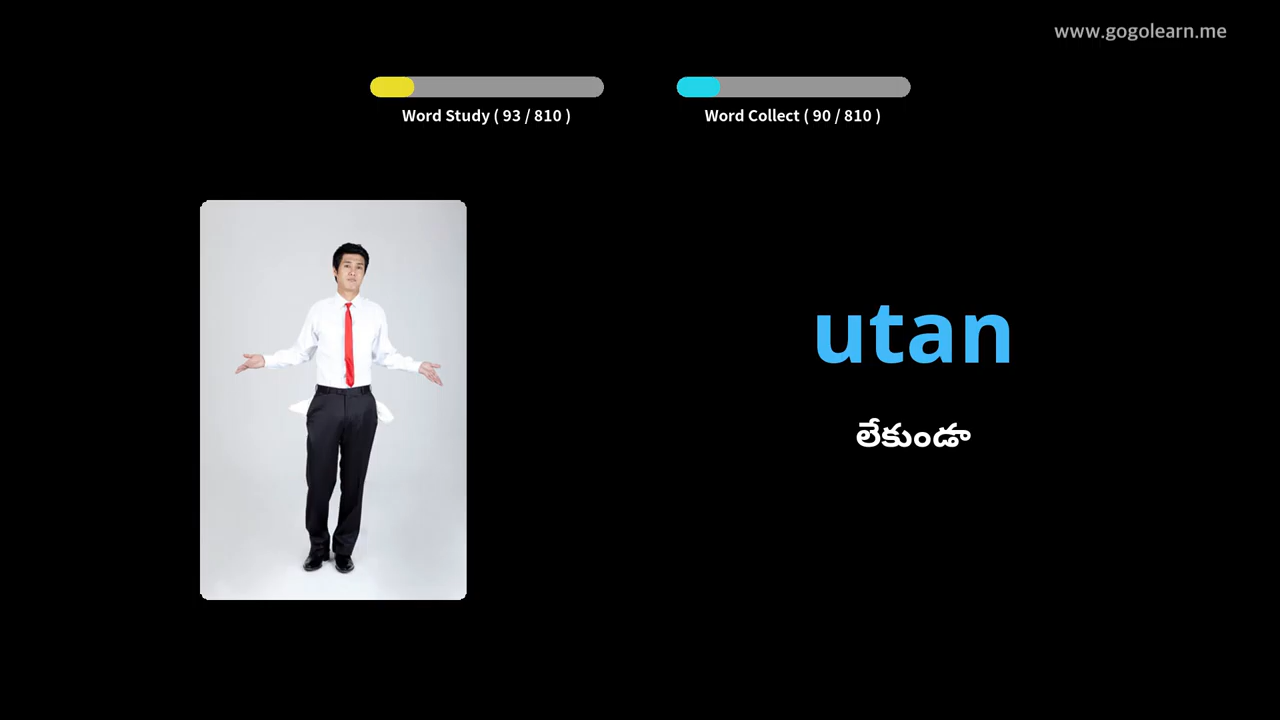 www.gogolearn.me
Word Study ( 93 / 810 )
Word Collect ( 90 / 810 )
utan
లేకుండా